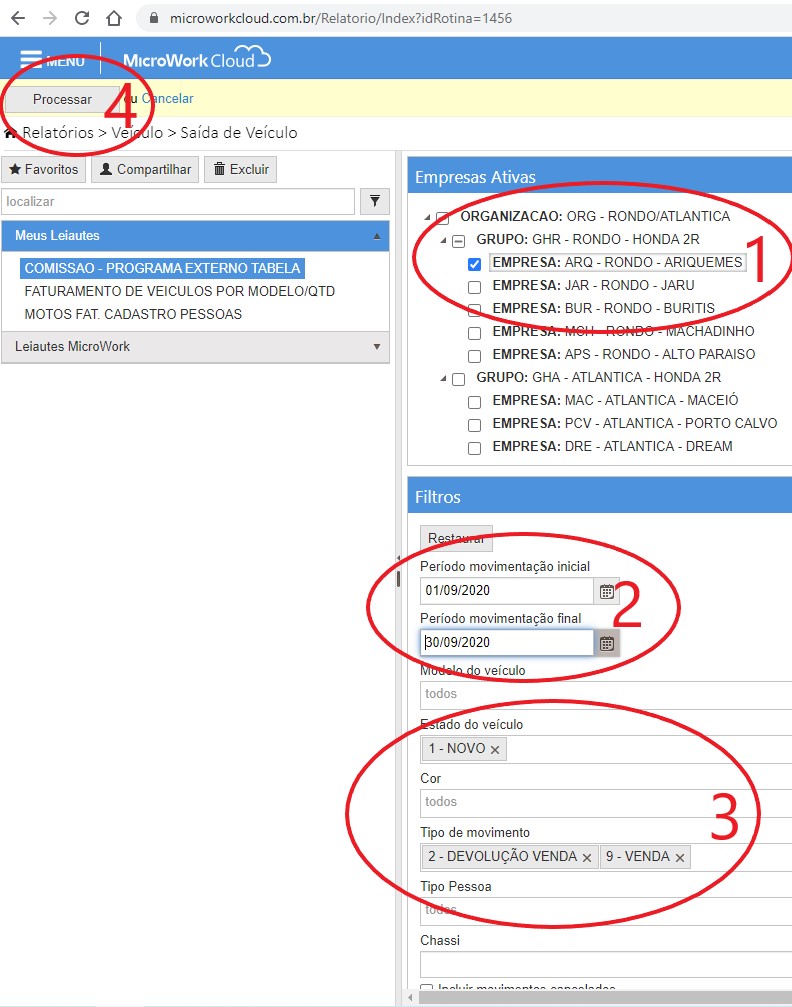 microworkcloud.com.br/Relatorio/Index?idRotina=1456
MENU
MicroWork Cloud
Processar ou Cancelar
4
Relatórios > Veículo > Saída de Veículo
Favoritos Compartilhar Excluir
localizar
Meus Leiautes
COMISSAO - PROGRAMA EXTERNO TABELA
FATURAMENTO DE VEICULOS POR MODELO/QTD
MOTOS FAT. CADASTRO PESSOAS
Leiautes MicroWork
Empresas Ativas
ORGANIZACAO: ORG - RONDO/ATLANTICA
GRUPO: GHR - RONDO - HONDA 2R
EMPRESA: ARQ - RONDO - ARIQUEMES
1
EMPRESA: JAR - RONDO - JARU
EMPRESA: BUR - RONDO - BURITIS
EMPRESA: MCH - RONDO - MACHADINHO
EMPRESA: APS - RONDO - ALTO PARAISO
GRUPO: GHA - ATLANTICA - HONDA 2R
EMPRESA: MAC - ATLANTICA - MACEIÓ
EMPRESA: PCV - ATLANTICA - PORTO CALVO
EMPRESA: DRE - ATLANTICA - DREAM
Filtros
Restaurar
Período movimentação inicial
01/09/2020
2
Período movimentação final
30/09/2020
Modelo do veículo
todos
Estado do veículo
1 - NOVO ×
Cor
todos
3
Tipo de movimento
2 - DEVOLUÇÃO VENDA × 9 - VENDA ×
Tipo Pessoa
todos
Chassi
Incluir movimentos cancelados